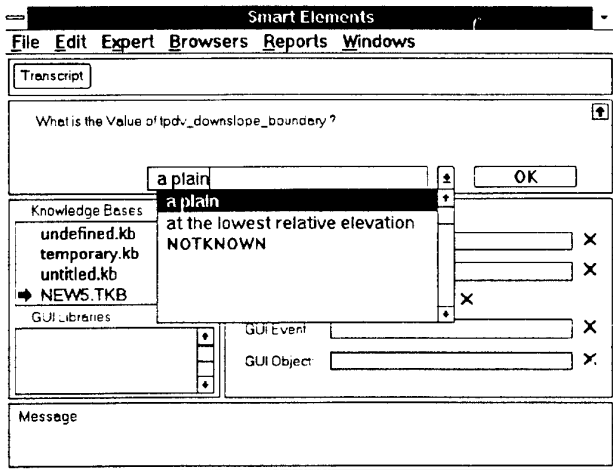 Smart Elements
File Edit Expert Browsers Reports Windows
Transcript
What is the Value of tpdv_downslope_boundary ?
a plain
OK
a plain
at the lowest relative elevation
NOTKNOWN
Knowledge Bases
undefined.kb
temporary.kb
untitled.kb
NEW5.TKB
GUI Libraries
GUI Event
GUI Object:
Message